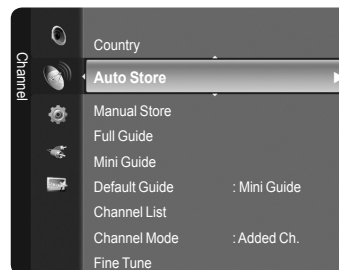 Channel
Country
Auto Store
Manual Store
Full Guide
Mini Guide
Default Guide : Mini Guide
Channel List
Channel Mode : Added Ch.
Fine Tune